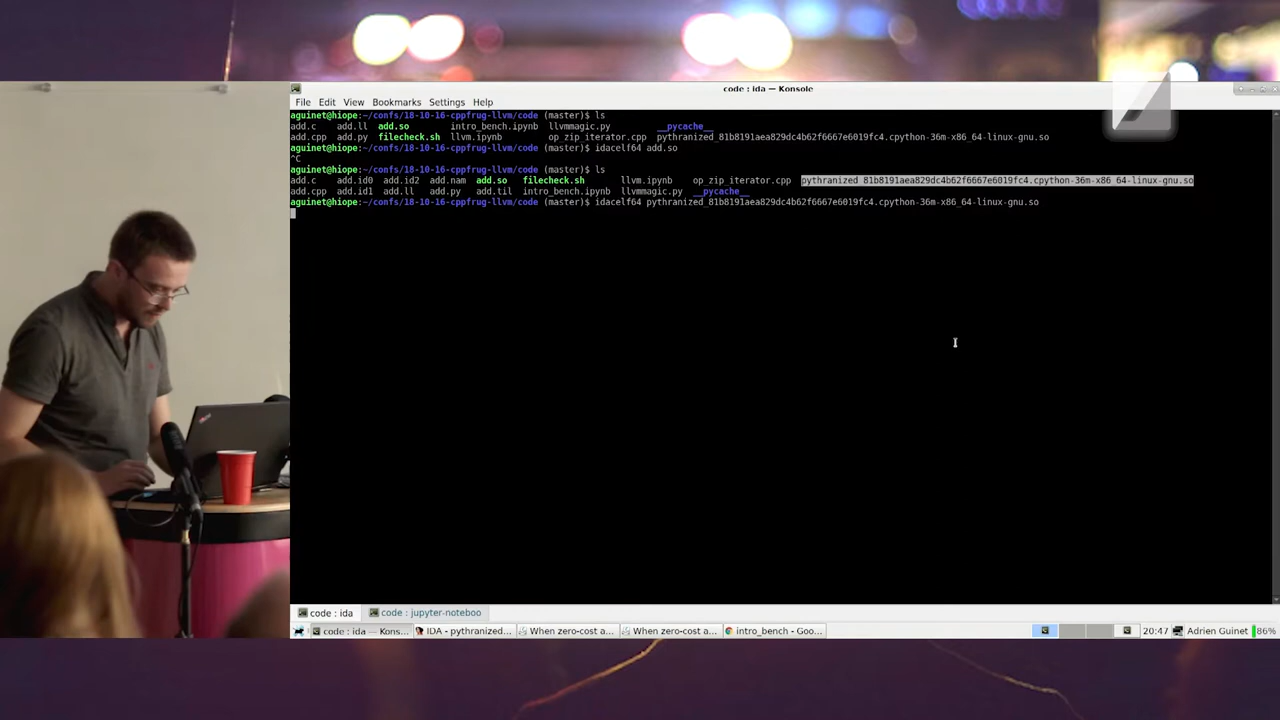 code : ida — Konsole
File Edit View Bookmarks Settings Help
aguinet@hiope:~/confs/18-10-16-cppfrug-llvm/code (master)$ ls
add.c add.ll add.so intro_bench.ipynb llvmmagic.py __pycache__
add.cpp add.py filecheck.sh llvm.ipynb op_zip_iterator.cpp pythranized_81b8191aea829dc4b62f6667e6019fc4.cpython-36m-x86_64-linux-gnu.so
aguinet@hiope:~/confs/18-10-16-cppfrug-llvm/code (master)$ idacelf64 add.so
^C
aguinet@hiope:~/confs/18-10-16-cppfrug-llvm/code (master)$ ls
add.c add.id0 add.id2 add.nam add.so filecheck.sh llvm.ipynb op_zip_iterator.cpp pythranized_81b8191aea829dc4b62f6667e6019fc4.cpython-36m-x86_64-linux-gnu.so
add.cpp add.id1 add.ll add.py add.til intro_bench.ipynb llvmmagic.py __pycache__
aguinet@hiope:~/confs/18-10-16-cppfrug-llvm/code (master)$ idacelf64 pythranized_81b8191aea829dc4b62f6667e6019fc4.cpython-36m-x86_64-linux-gnu.so
code : ida code : jupyter-noteboo
code : ida — Kons... IDA - pythranized... When zero-cost a... When zero-cost a... intro_bench - Goo... 20:47 Adrien Guinet 86%